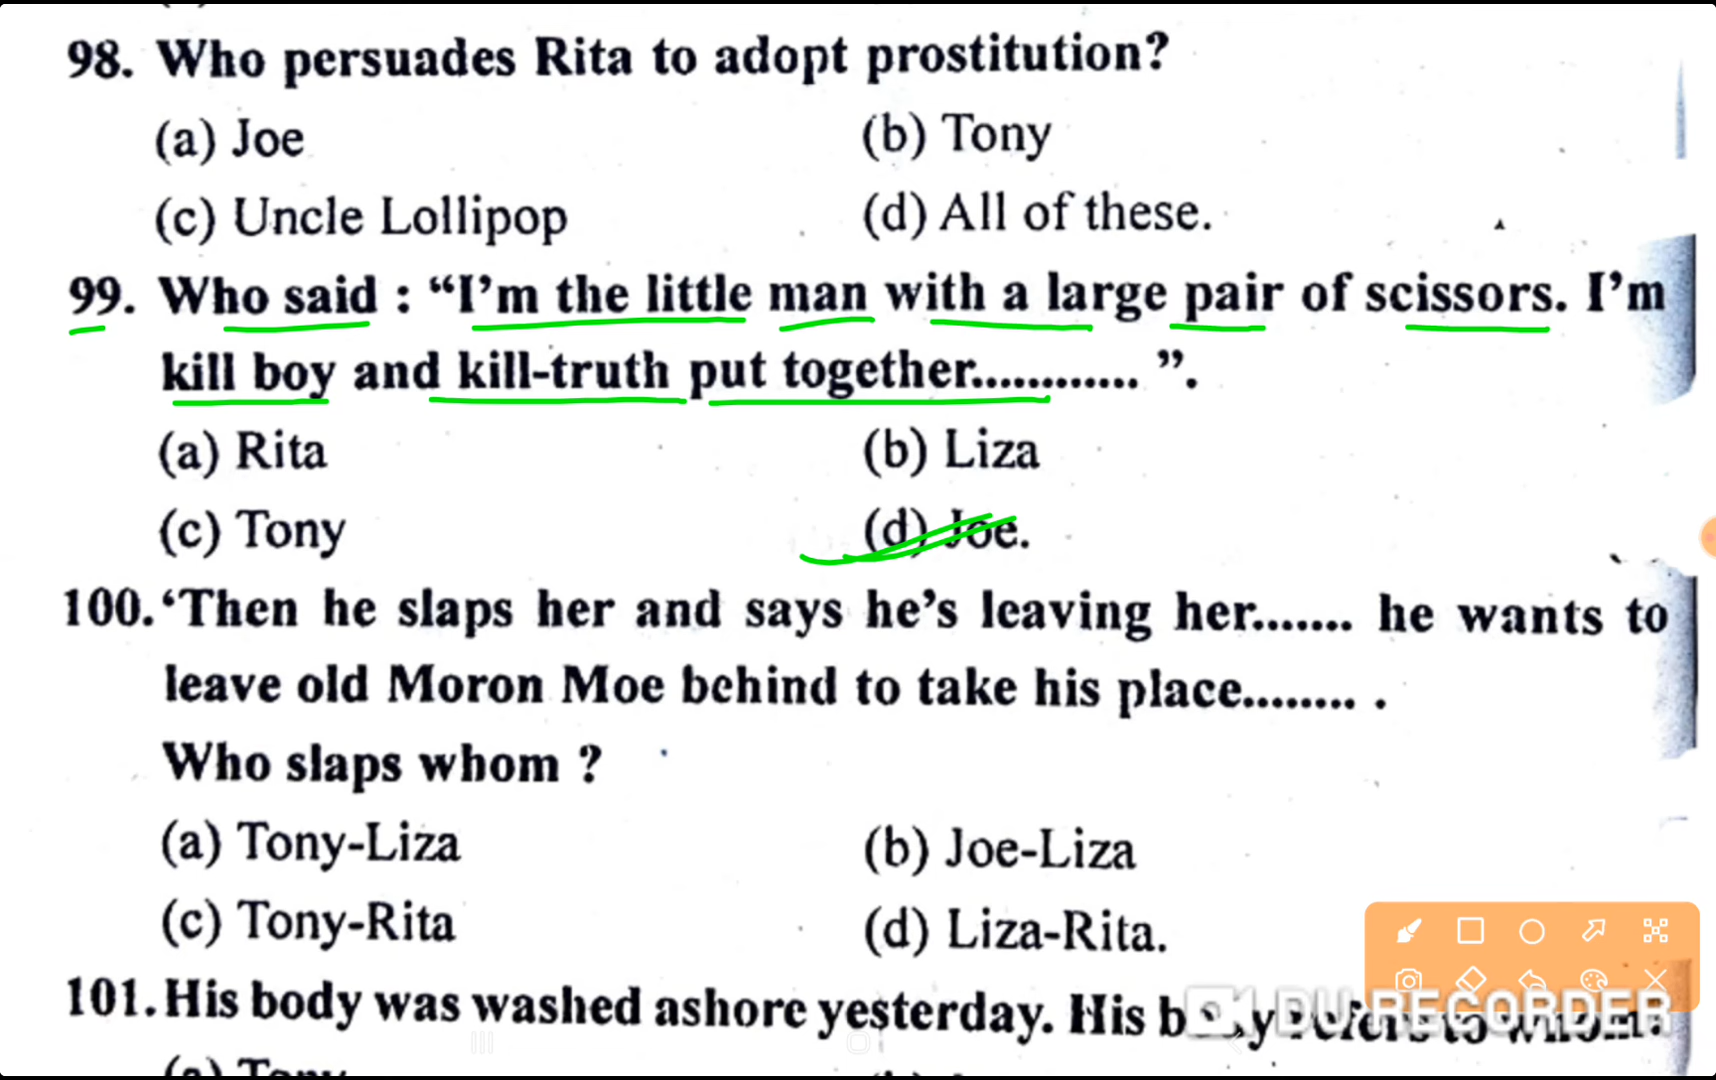 98. Who persuades Rita to adopt prostitution?
(a) Joe (b) Tony
(c) Uncle Lollipop (d) All of these.
99. Who said : “I’m the little man with a large pair of scissors. I’m
kill boy and kill-truth put together............ ”.
(a) Rita (b) Liza
(c) Tony (d) Joe.
100. ‘Then he slaps her and says he’s leaving her....... he wants to
leave old Moron Moe behind to take his place........ .
Who slaps whom ?
(a) Tony-Liza (b) Joe-Liza
(c) Tony-Rita (d) Liza-Rita.
101. His body was washed ashore yesterday. His body refers to whom?
DU RECORDER